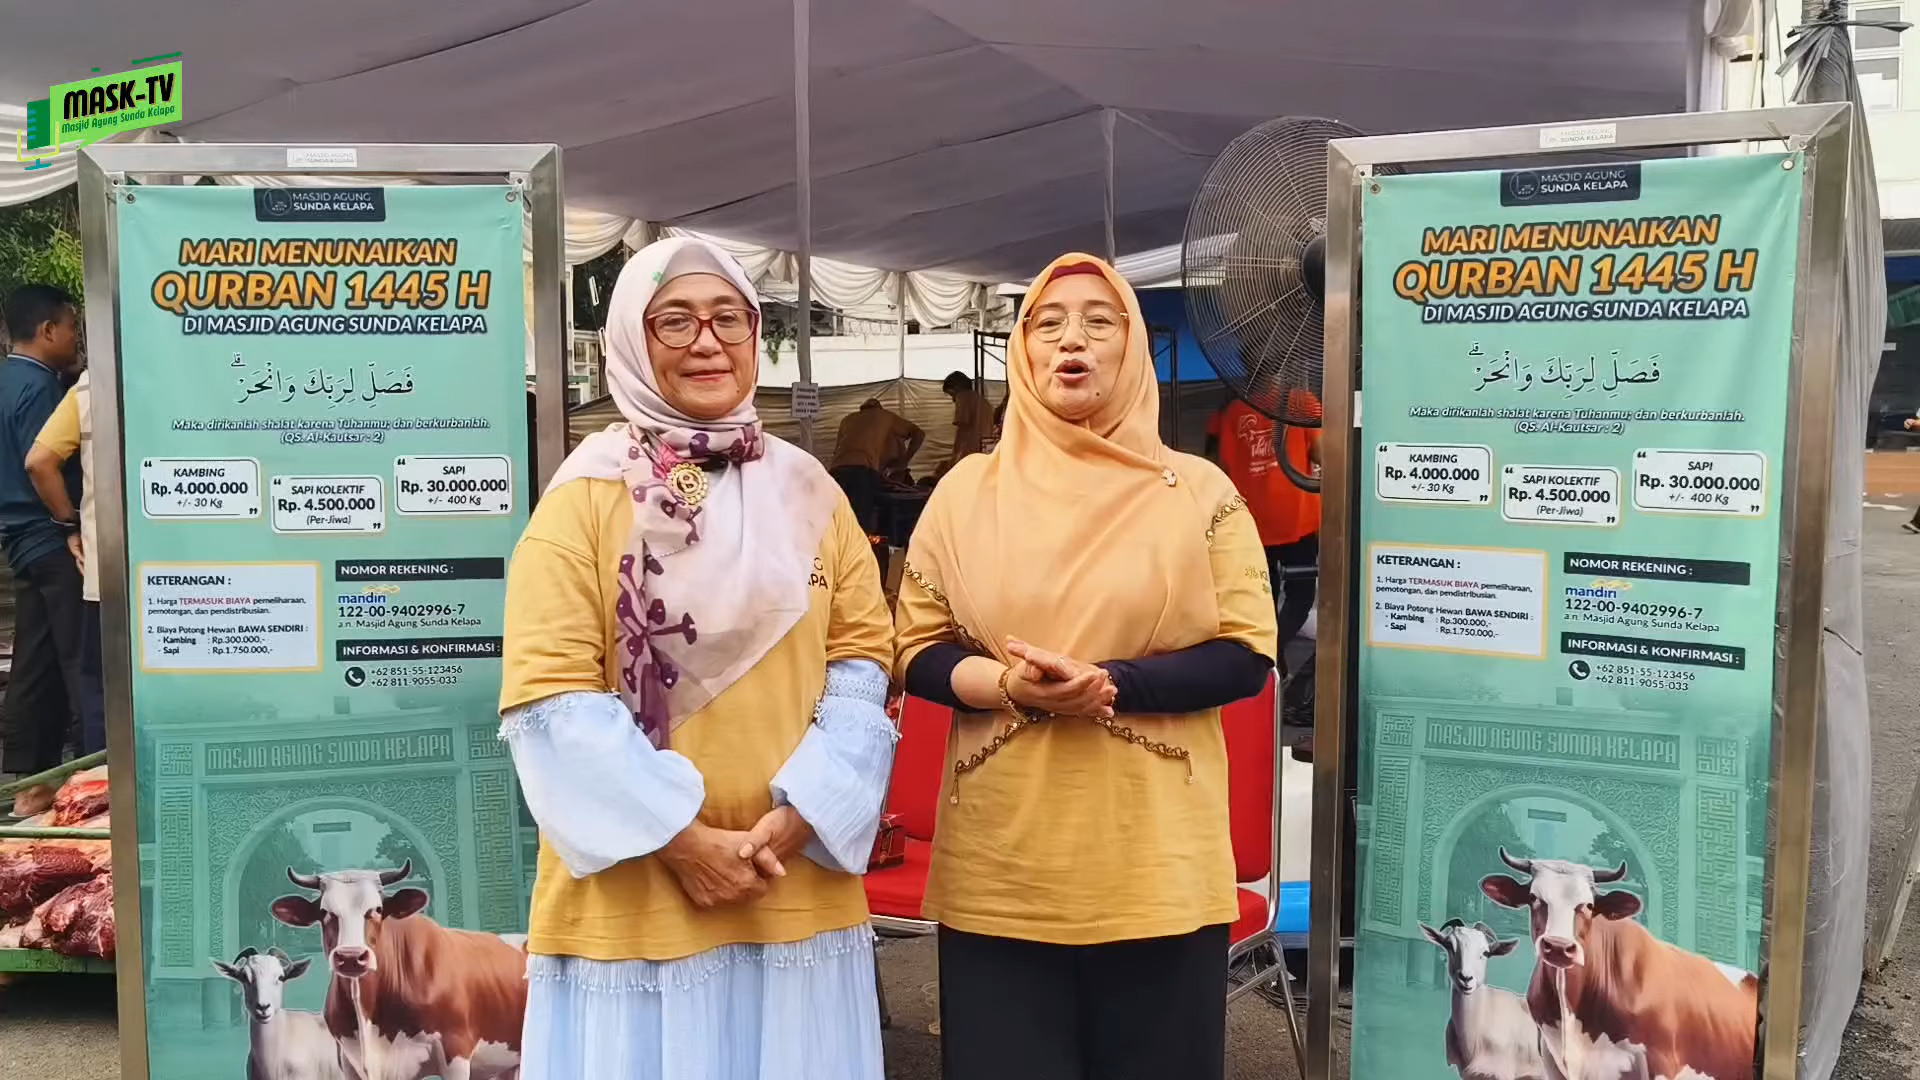 MASK-TV
Masjid Agung Sunda Kelapa
MASJID AGUNG
SUNDA KELAPA
MASJID AGUNG
SUNDA KELAPA
MARI MENUNAIKAN
QURBAN 1445 H
DI MASJID AGUNG SUNDA KELAPA
فَصَلِّ لِرَبِّكَ وَانْحَرْۗ
Maka dirikanlah shalat karena Tuhanmu; dan berkurbanlah.
(QS. Al-Kautsar : 2)
KAMBING
Rp. 4.000.000
+/- 30 Kg
SAPI KOLEKTIF
Rp. 4.500.000
(Per-Jiwa)
SAPI
Rp. 30.000.000
+/- 400 Kg
KETERANGAN :
1. Harga TERMASUK BIAYA pemeliharaan,
pemotongan, dan pendistribusian.
2. Biaya Potong Hewan BAWA SENDIRI :
- Kambing : Rp.300.000,-
- Sapi : Rp.1.750.000,-
NOMOR REKENING :
mandiri
122-00-9402996-7
a.n. Masjid Agung Sunda Kelapa
INFORMASI & KONFIRMASI :
+62 851-55-123456
+62 811-9055-033
MASJID AGUNG SUNDA KELAPA
MASJID AGUNG
SUNDA KELAPA
MASJID AGUNG
SUNDA KELAPA
MARI MENUNAIKAN
QURBAN 1445 H
DI MASJID AGUNG SUNDA KELAPA
فَصَلِّ لِرَبِّكَ وَانْحَرْۗ
Maka dirikanlah shalat karena Tuhanmu; dan berkurbanlah.
(QS. Al-Kautsar : 2)
KAMBING
Rp. 4.000.000
+/- 30 Kg
SAPI KOLEKTIF
Rp. 4.500.000
(Per-Jiwa)
SAPI
Rp. 30.000.000
+/- 400 Kg
KETERANGAN :
1. Harga TERMASUK BIAYA pemeliharaan,
pemotongan, dan pendistribusian.
2. Biaya Potong Hewan BAWA SENDIRI :
- Kambing : Rp.300.000,-
- Sapi : Rp.1.750.000,-
NOMOR REKENING :
mandiri
122-00-9402996-7
a.n. Masjid Agung Sunda Kelapa
INFORMASI & KONFIRMASI :
+62 851-55-123456
+62 811-9055-033
MASJID AGUNG SUNDA KELAPA